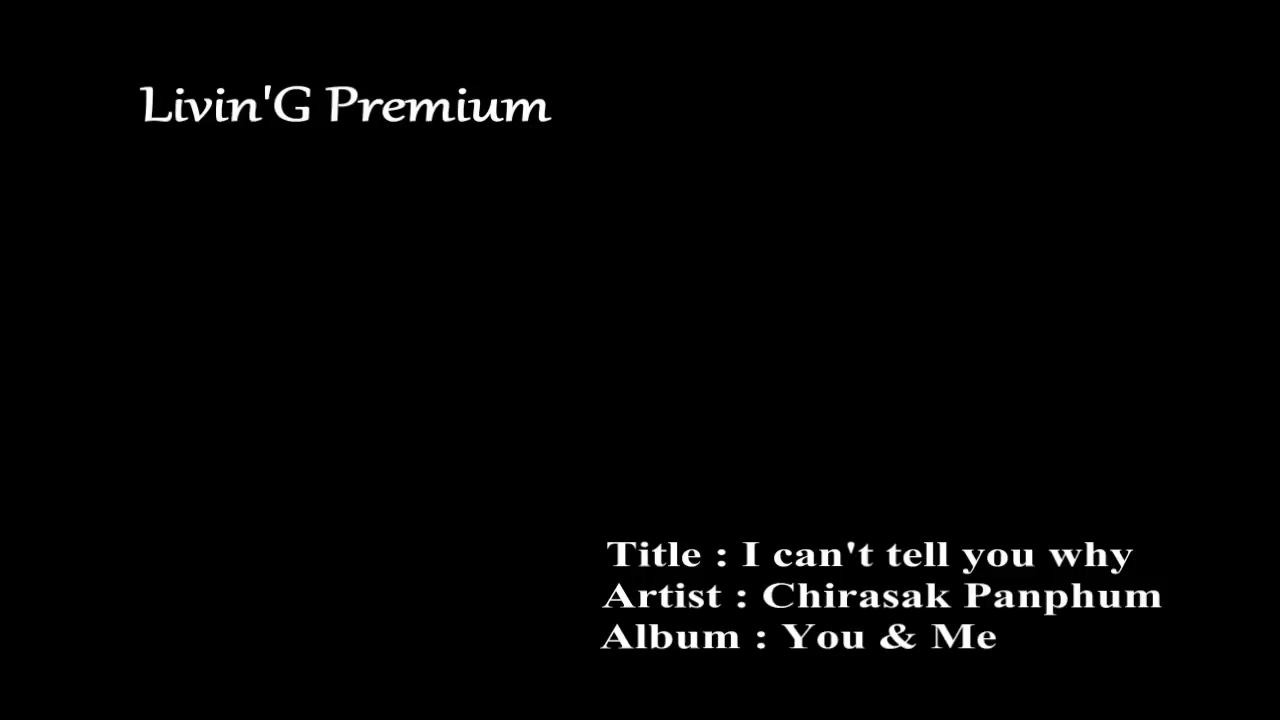 Livin'G Premium
Title : I can't tell you why
Artist : Chirasak Panphum
Album : You & Me